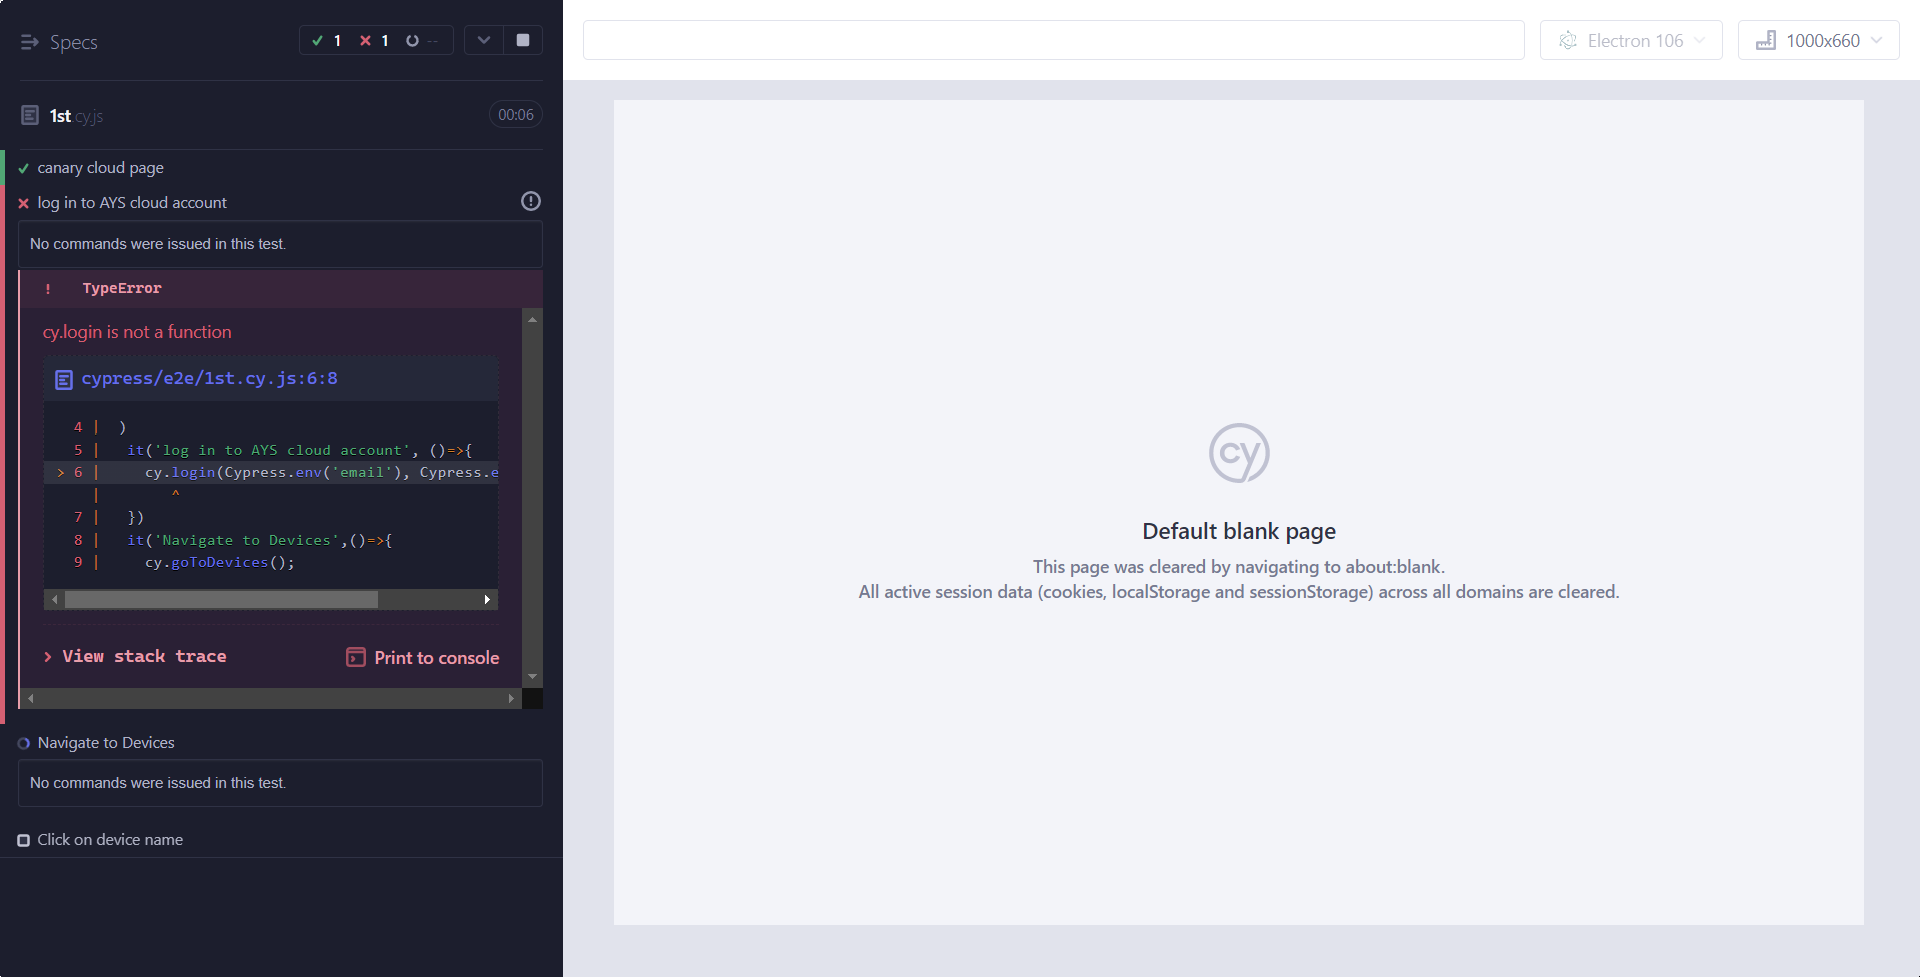 Specs
1 1 --
1st.cy.js
00:06
canary cloud page
log in to AYS cloud account
No commands were issued in this test.
! TypeError
cy.login is not a function
cypress/e2e/1st.cy.js:6:8
4 | )
5 | it('log in to AYS cloud account', ()=>{
> 6 | cy.login(Cypress.env('email'), Cypress.e
| ^
7 | })
8 | it('Navigate to Devices',()=>{
9 | cy.goToDevices();
> View stack trace
Print to console
Navigate to Devices
No commands were issued in this test.
Click on device name
Electron 106
1000x660
cy
Default blank page
This page was cleared by navigating to about:blank.
All active session data (cookies, localStorage and sessionStorage) across all domains are cleared.